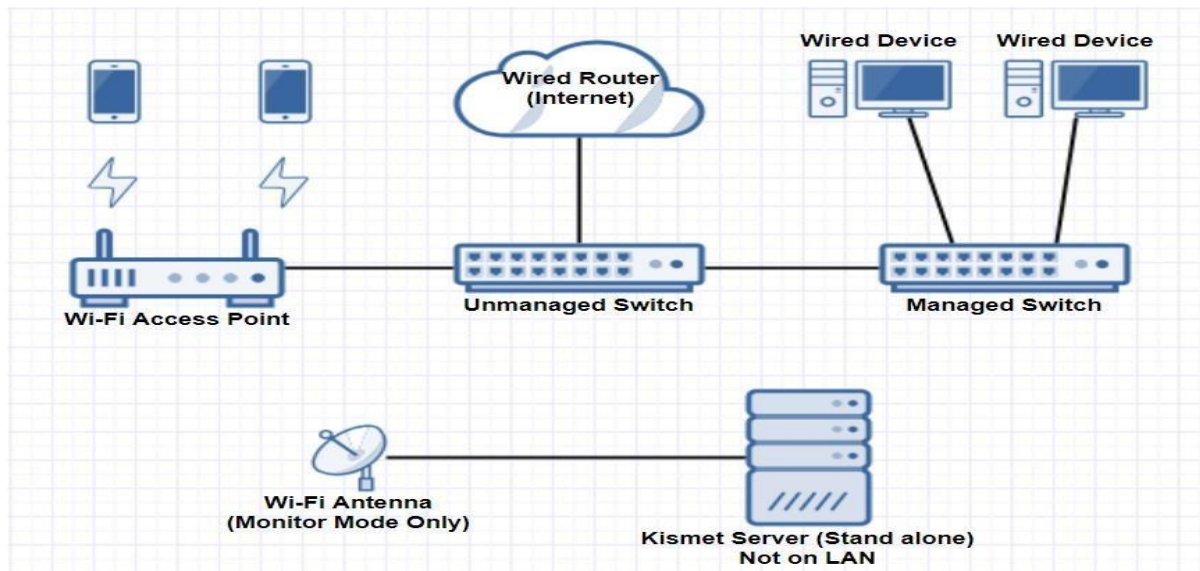 Wired Device
Wired Device
Wired Router
(Internet)
Wi-Fi Access Point
Unmanaged Switch
Managed Switch
Wi-Fi Antenna
(Monitor Mode Only)
Kismet Server (Stand alone)
Not on LAN